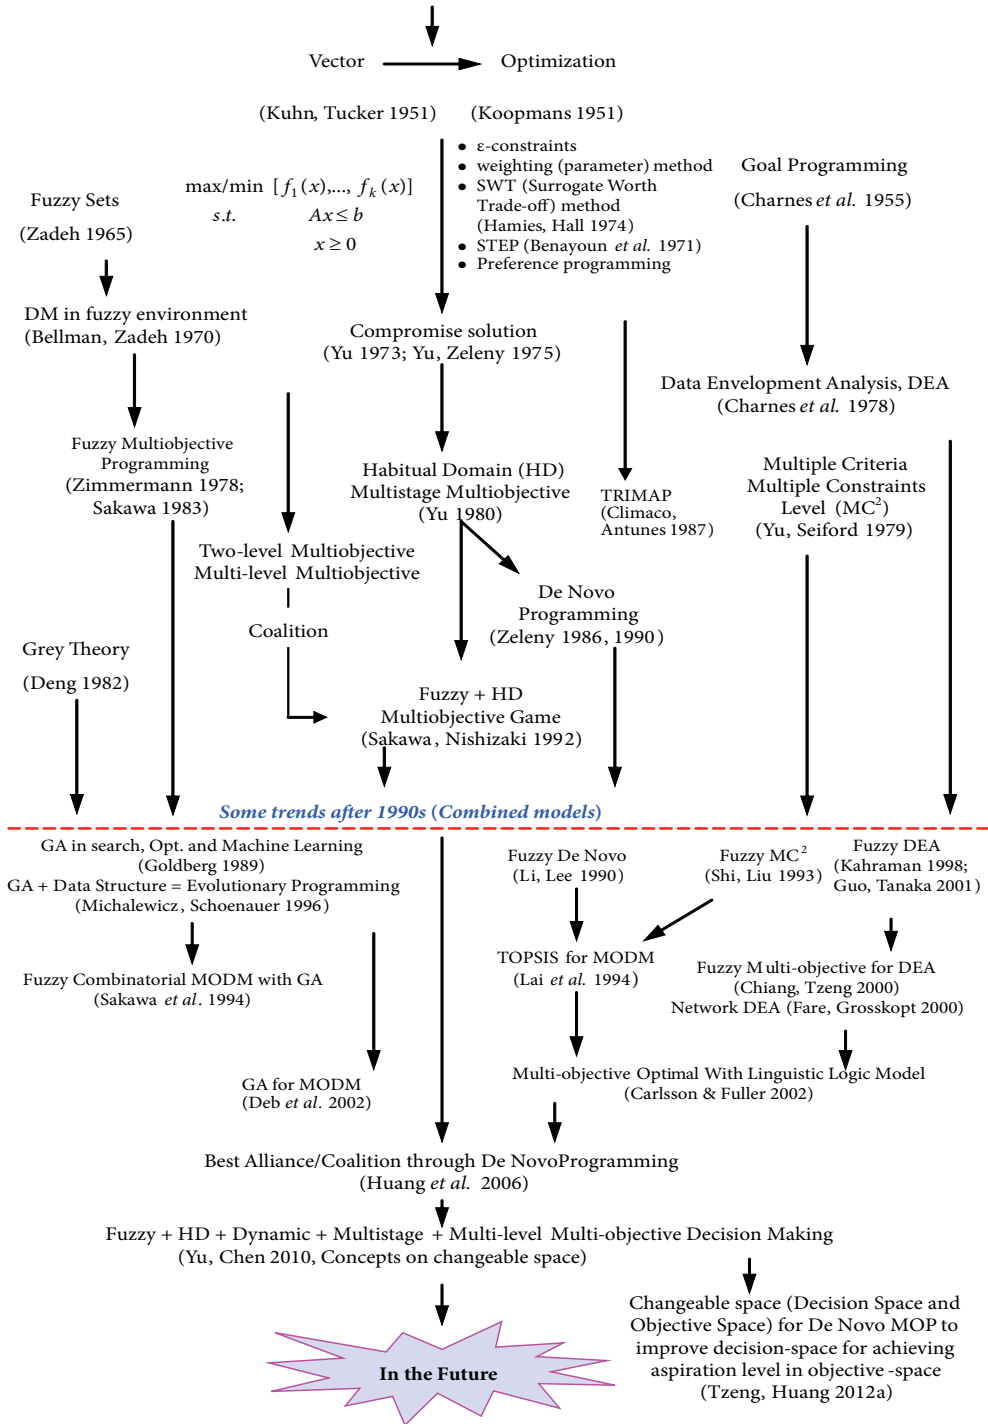 Vector
Optimization
(Kuhn, Tucker 1951)
(Koopmans 1951)
• ε-constraints
• weighting (parameter) method
• SWT (Surrogate Worth
Trade-off) method
(Hamies, Hall 1974)
• STEP (Benayoun et al. 1971)
• Preference programming
max/min [f₁(x),..., fₖ(x)]
s.t. Ax ≤ b
x ≥ 0
Goal Programming
(Charnes et al. 1955)
Fuzzy Sets
(Zadeh 1965)
DM in fuzzy environment
(Bellman, Zadeh 1970)
Compromise solution
(Yu 1973; Yu, Zeleny 1975)
Data Envelopment Analysis, DEA
(Charnes et al. 1978)
Fuzzy Multiobjective
Programming
(Zimmermann 1978;
Sakawa 1983)
Habitual Domain (HD)
Multistage Multiobjective
(Yu 1980)
TRIMAP
(Climaco,
Antunes 1987)
Multiple Criteria
Multiple Constraints
Level (MC²)
(Yu, Seiford 1979)
Two-level Multiobjective
Multi-level Multiobjective
Coalition
De Novo
Programming
(Zeleny 1986, 1990)
Grey Theory
(Deng 1982)
Fuzzy + HD
Multiobjective Game
(Sakawa, Nishizaki 1992)
Some trends after 1990s (Combined models)
GA in search, Opt. and Machine Learning
(Goldberg 1989)
GA + Data Structure = Evolutionary Programming
(Michalewicz, Schoenauer 1996)
Fuzzy De Novo
(Li, Lee 1990)
Fuzzy MC²
(Shi, Liu 1993)
Fuzzy DEA
(Kahraman 1998;
Guo, Tanaka 2001)
Fuzzy Combinatorial MODM with GA
(Sakawa et al. 1994)
TOPSIS for MODM
(Lai et al. 1994)
Fuzzy Multi-objective for DEA
(Chiang, Tzeng 2000)
Network DEA (Fare, Grosskopt 2000)
GA for MODM
(Deb et al. 2002)
Multi-objective Optimal With Linguistic Logic Model
(Carlsson & Fuller 2002)
Best Alliance/Coalition through De NovoProgramming
(Huang et al. 2006)
Fuzzy + HD + Dynamic + Multistage + Multi-level Multi-objective Decision Making
(Yu, Chen 2010, Concepts on changeable space)
Changeable space (Decision Space and
Objective Space) for De Novo MOP to
improve decision-space for achieving
aspiration level in objective -space
(Tzeng, Huang 2012a)
In the Future